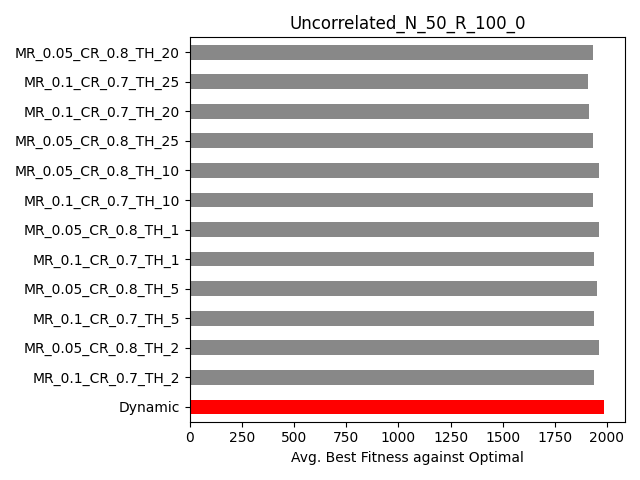 Uncorrelated_N_50_R_100_0
MR_0.05_CR_0.8_TH_20
MR_0.1_CR_0.7_TH_25
MR_0.1_CR_0.7_TH_20
MR_0.05_CR_0.8_TH_25
MR_0.05_CR_0.8_TH_10
MR_0.1_CR_0.7_TH_10
MR_0.05_CR_0.8_TH_1
MR_0.1_CR_0.7_TH_1
MR_0.05_CR_0.8_TH_5
MR_0.1_CR_0.7_TH_5
MR_0.05_CR_0.8_TH_2
MR_0.1_CR_0.7_TH_2
Dynamic
0 250 500 750 1000 1250 1500 1750 2000
Avg. Best Fitness against Optimal